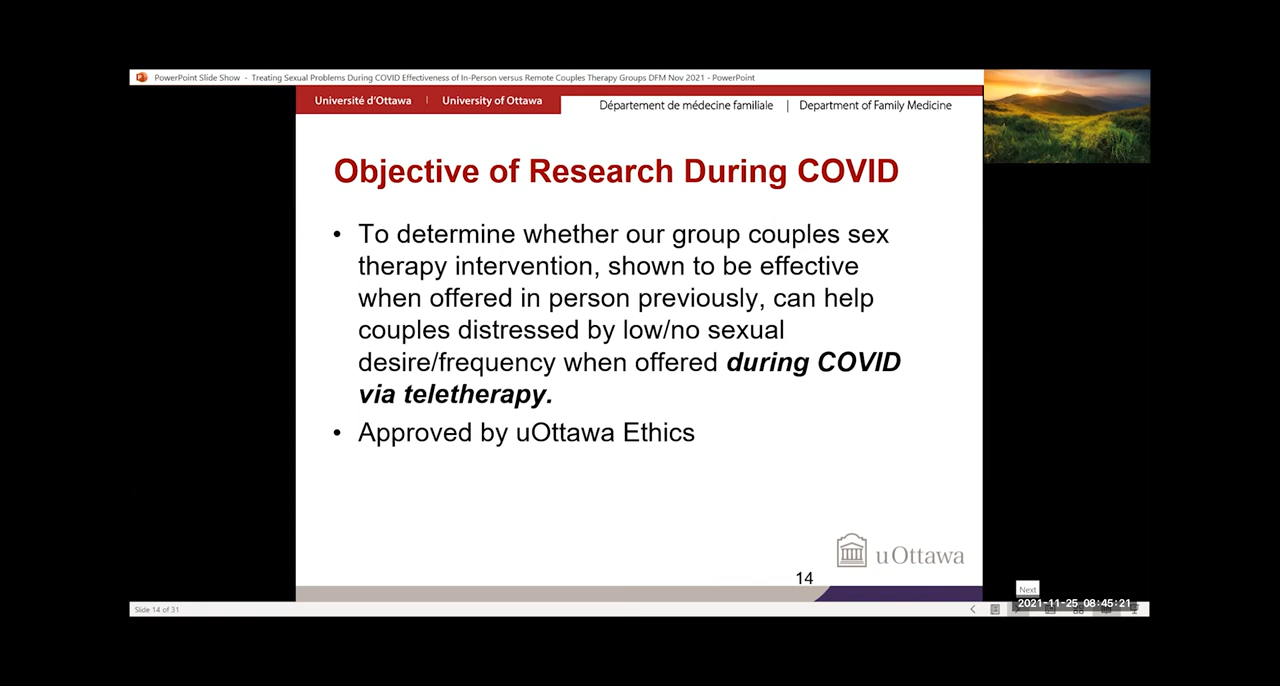 PowerPoint Slide Show - Treating Sexual Problems During COVID Effectiveness of In-Person versus Remote Couples Therapy Groups DFM Nov 2021 - PowerPoint
Université d'Ottawa | University of Ottawa
Département de médecine familiale | Department of Family Medicine
Objective of Research During COVID
• To determine whether our group couples sex
therapy intervention, shown to be effective
when offered in person previously, can help
couples distressed by low/no sexual
desire/frequency when offered during COVID
via teletherapy.
• Approved by uOttawa Ethics
uOttawa
14
Next
Slide 14 of 31
2021-11-25 08:45:21